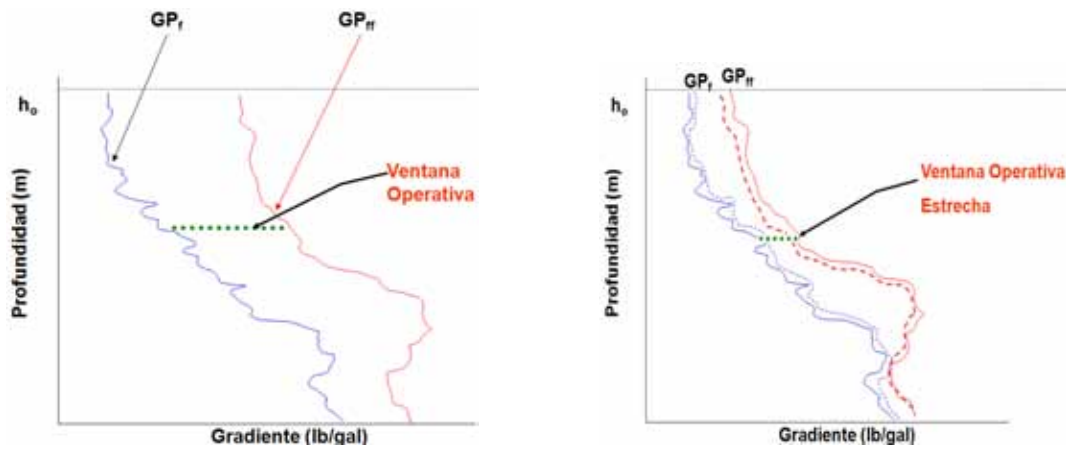 GPf
GPff
ho
Ventana
Operativa
Profundidad (m)
Gradiente (lb/gal)
GPf
GPff
ho
Ventana Operativa
Estrecha
Profundidad (m)
Gradiente (lb/gal)